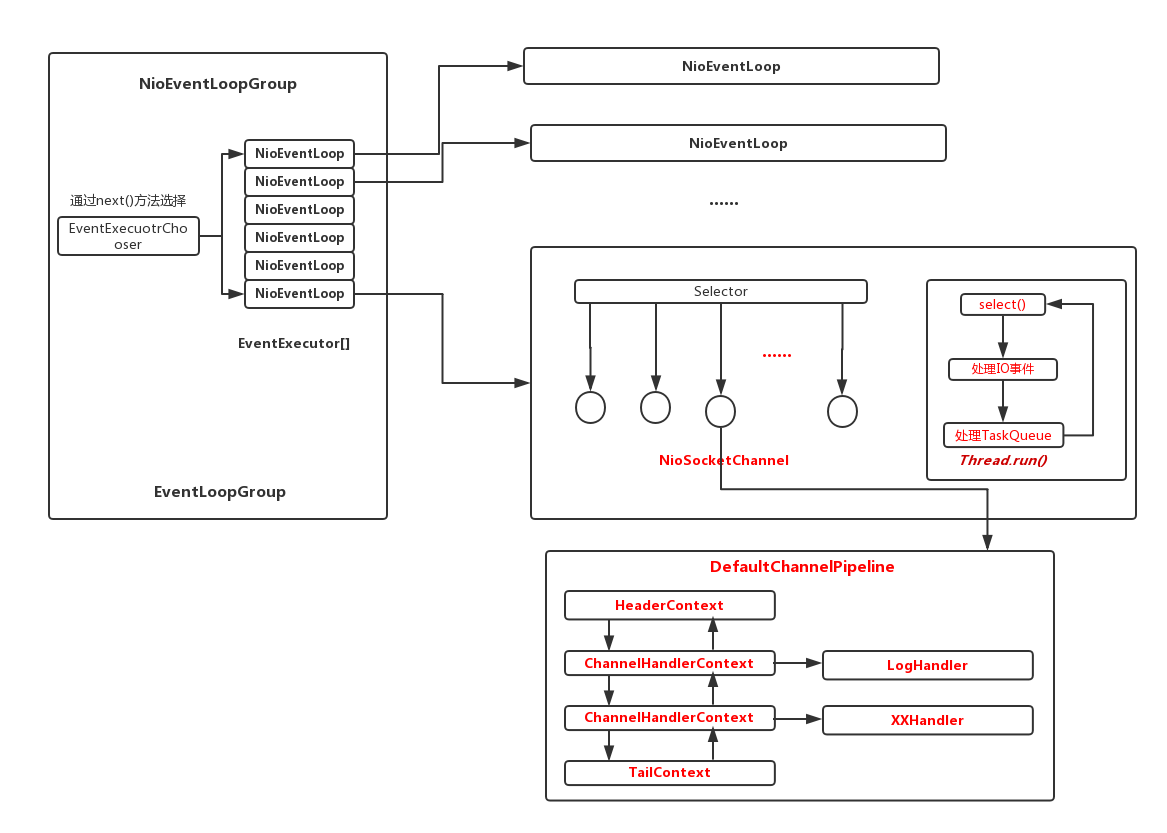 NioEventLoopGroup
NioEventLoop
NioEventLoop
NioEventLoop
NioEventLoop
NioEventLoop
NioEventLoop
通过next()方法选择
EventExecuotrCho
oser
EventExecutor[]
EventLoopGroup
NioEventLoop
NioEventLoop
......
Selector
......
NioSocketChannel
select()
处理IO事件
处理TaskQueue
Thread.run()
DefaultChannelPipeline
HeaderContext
ChannelHandlerContext
LogHandler
ChannelHandlerContext
XXHandler
TailContext